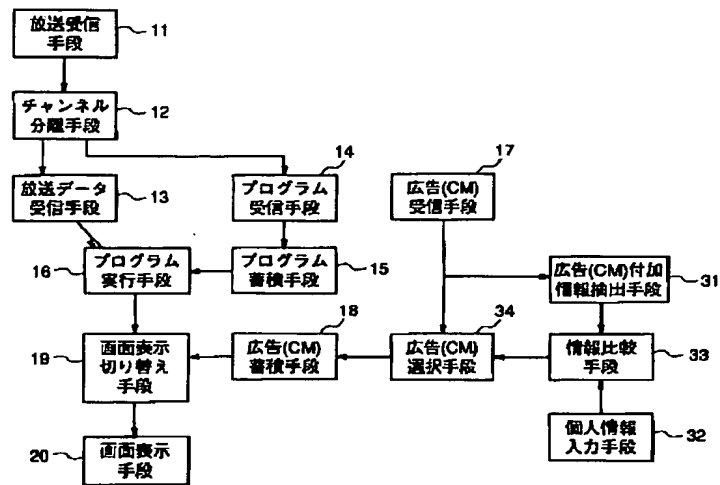 放送受信
手段
11
チャンネル
分離手段
12
放送データ
受信手段
13
プログラム
受信手段
14
広告(CM)
受信手段
17
プログラム
実行手段
16
プログラム
蓄積手段
15
広告(CM)付加
情報抽出手段
31
画面表示
切り替え
手段
19
広告(CM)
蓄積手段
18
広告(CM)
選択手段
34
情報比較
手段
33
画面表示
手段
20
個人情報
入力手段
32